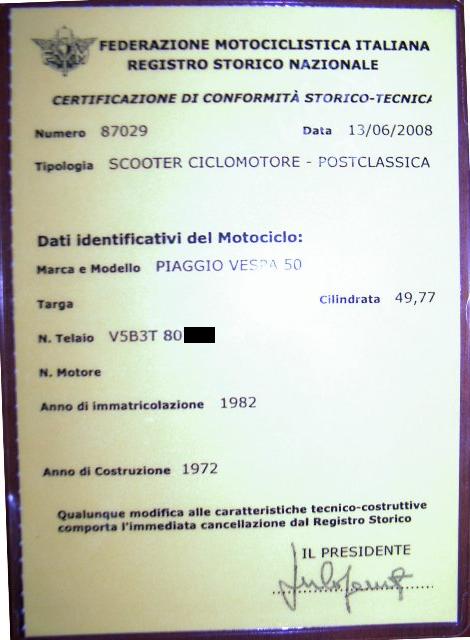 FEDERAZIONE MOTOCICLISTICA ITALIANA
REGISTRO STORICO NAZIONALE
CERTIFICAZIONE DI CONFORMITÀ STORICO-TECNICA
Numero 87029 Data 13/06/2008
Tipologia SCOOTER CICLOMOTORE - POSTCLASSICA
Dati identificativi del Motociclo:
Marca e Modello PIAGGIO VESPA 50
Targa Cilindrata 49,77
N. Telaio V5B3T 80
N. Motore
Anno di immatricolazione 1982
Anno di Costruzione 1972
Qualunque modifica alle caratteristiche tecnico-costruttive
comporta l'immediata cancellazione dal Registro Storico
IL PRESIDENTE